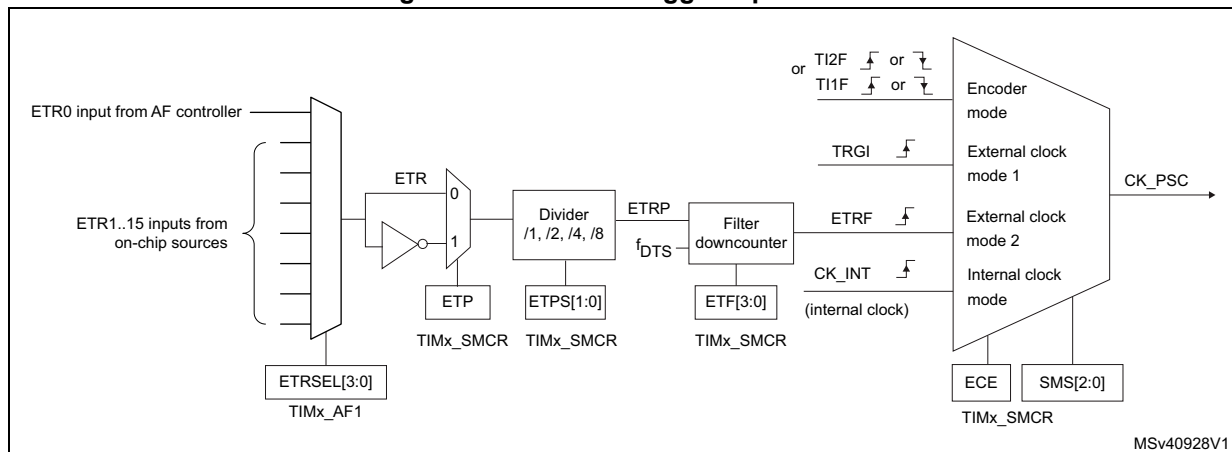 or TI2F or
TI1F or
Encoder
mode
ETR0 input from AF controller
TRGI
External clock
mode 1
CK_PSC
ETR
0
1
ETR1..15 inputs from
on-chip sources
Divider
/1, /2, /4, /8
ETRP
fDTS
Filter
downcounter
ETRF
External clock
mode 2
CK_INT
(internal clock)
Internal clock
mode
ETP
TIMx_SMCR
ETPS[1:0]
TIMx_SMCR
ETF[3:0]
TIMx_SMCR
ETRSEL[3:0]
TIMx_AF1
ECE
SMS[2:0]
TIMx_SMCR
MSv40928V1